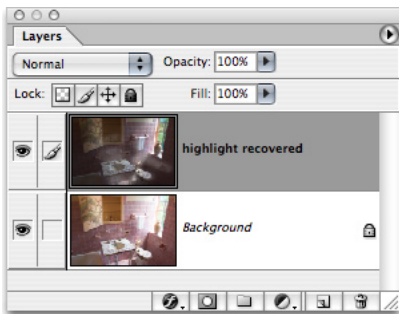 Layers
Normal Opacity: 100%
Lock: Fill: 100%
highlight recovered
Background